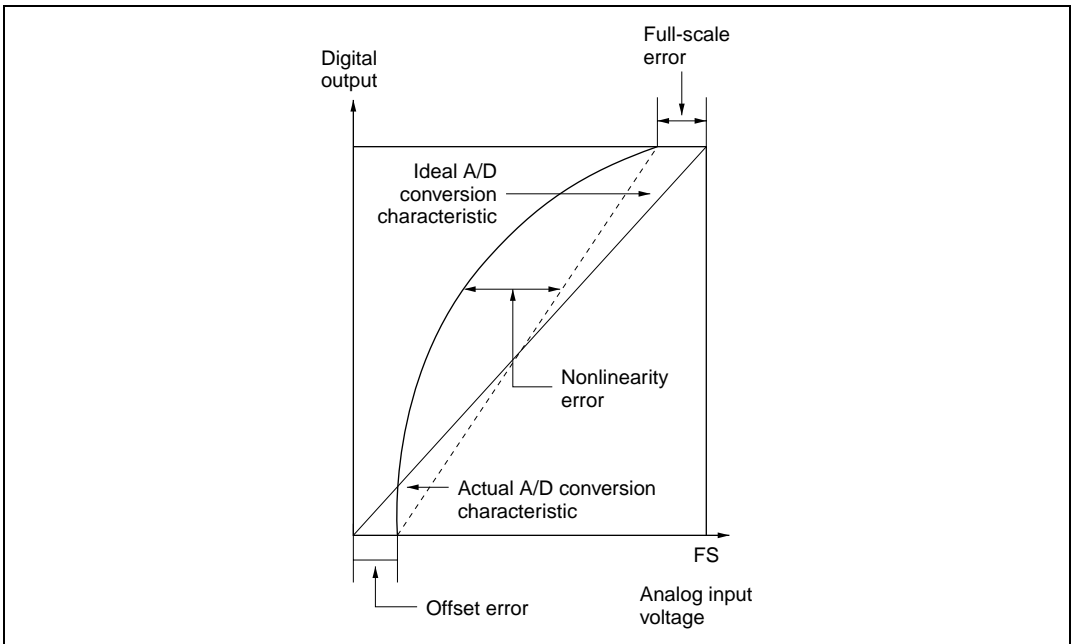 Full-scale
error
Digital
output
Ideal A/D
conversion
characteristic
Nonlinearity
error
Actual A/D conversion
characteristic
FS
Offset error
Analog input
voltage